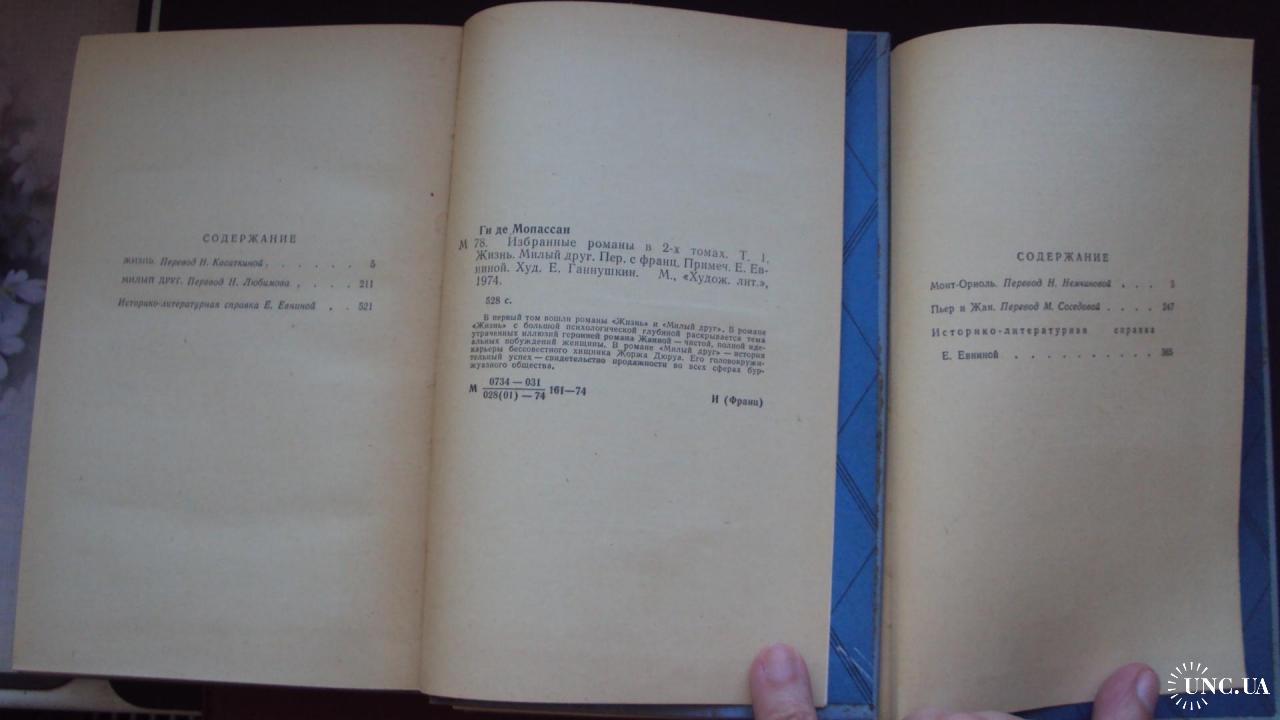 СОДЕРЖАНИЕ
ЖИЗНЬ. Перевод Н. Касаткиной. . . . . . . 5
МИЛЫЙ ДРУГ. Перевод Н. Любимова . . . . . 211
Историко-литературная справка Е. Евниной . . 521
Ги де Мопассан
М 78. Избранные романы в 2-х томах. Т. 1.
Жизнь. Милый друг. Пер. с франц. Примеч. Е. Ев-
ниной. Худ. Е. Ганнушкин. М., «Худож. лит.»,
1974.
528 с.
В первый том вошли романы «Жизнь» и «Милый друг». В романе
«Жизнь» с большой психологической глубиной раскрывается тема
утраченных иллюзий героиней романа Жанной — чистой, полной иде-
альных побуждений женщины. В романе «Милый друг» — история
карьеры бессовестного хищника Жоржа Дюруа. Его головокружи-
тельный успех — свидетельство продажности во всех сферах бур-
жуазного общества.
М 0734 — 031
028(01) — 74 161—74
И (Франц)
СОДЕРЖАНИЕ
Монт-Ориоль. Перевод Н. Немчиновой . . . 5
Пьер и Жан. Перевод М. Соседовой . . . . 247
Историко-литературная справка
Е. Евниной . . . . . . . . . . . 365
UNC.UA